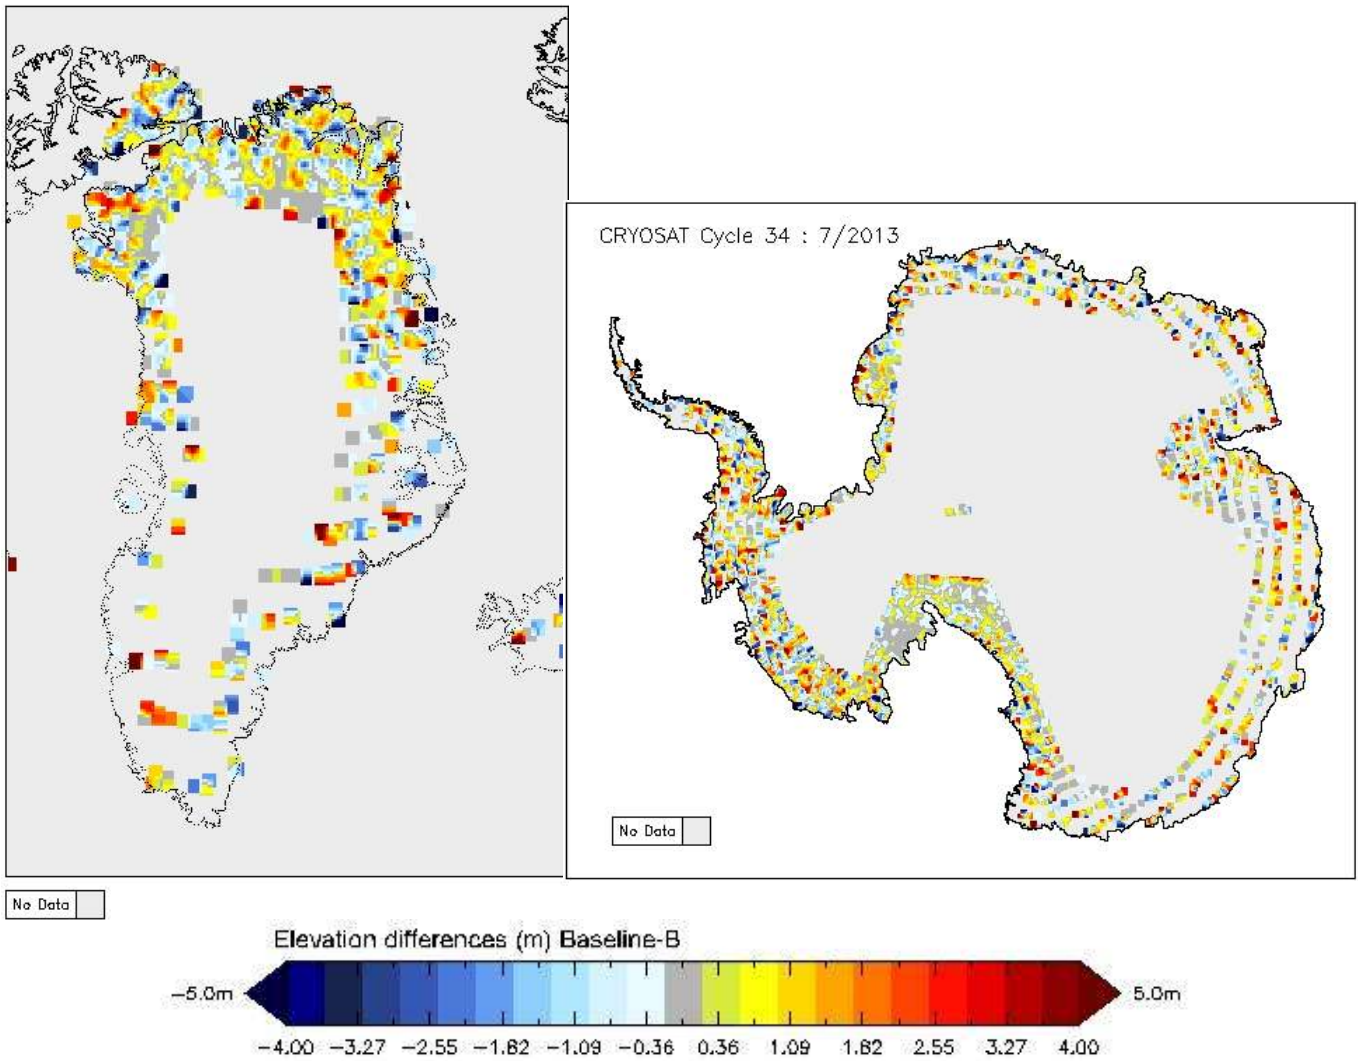 CRYOSAT Cycle 34 : 7/2013
No Data
No Data
Elevation differences (m) Baseline-B
-5.0m
5.0m
-4.00 -3.27 -2.55 -1.82 -1.09 -0.36 0.36 1.09 1.82 2.55 3.27 4.00